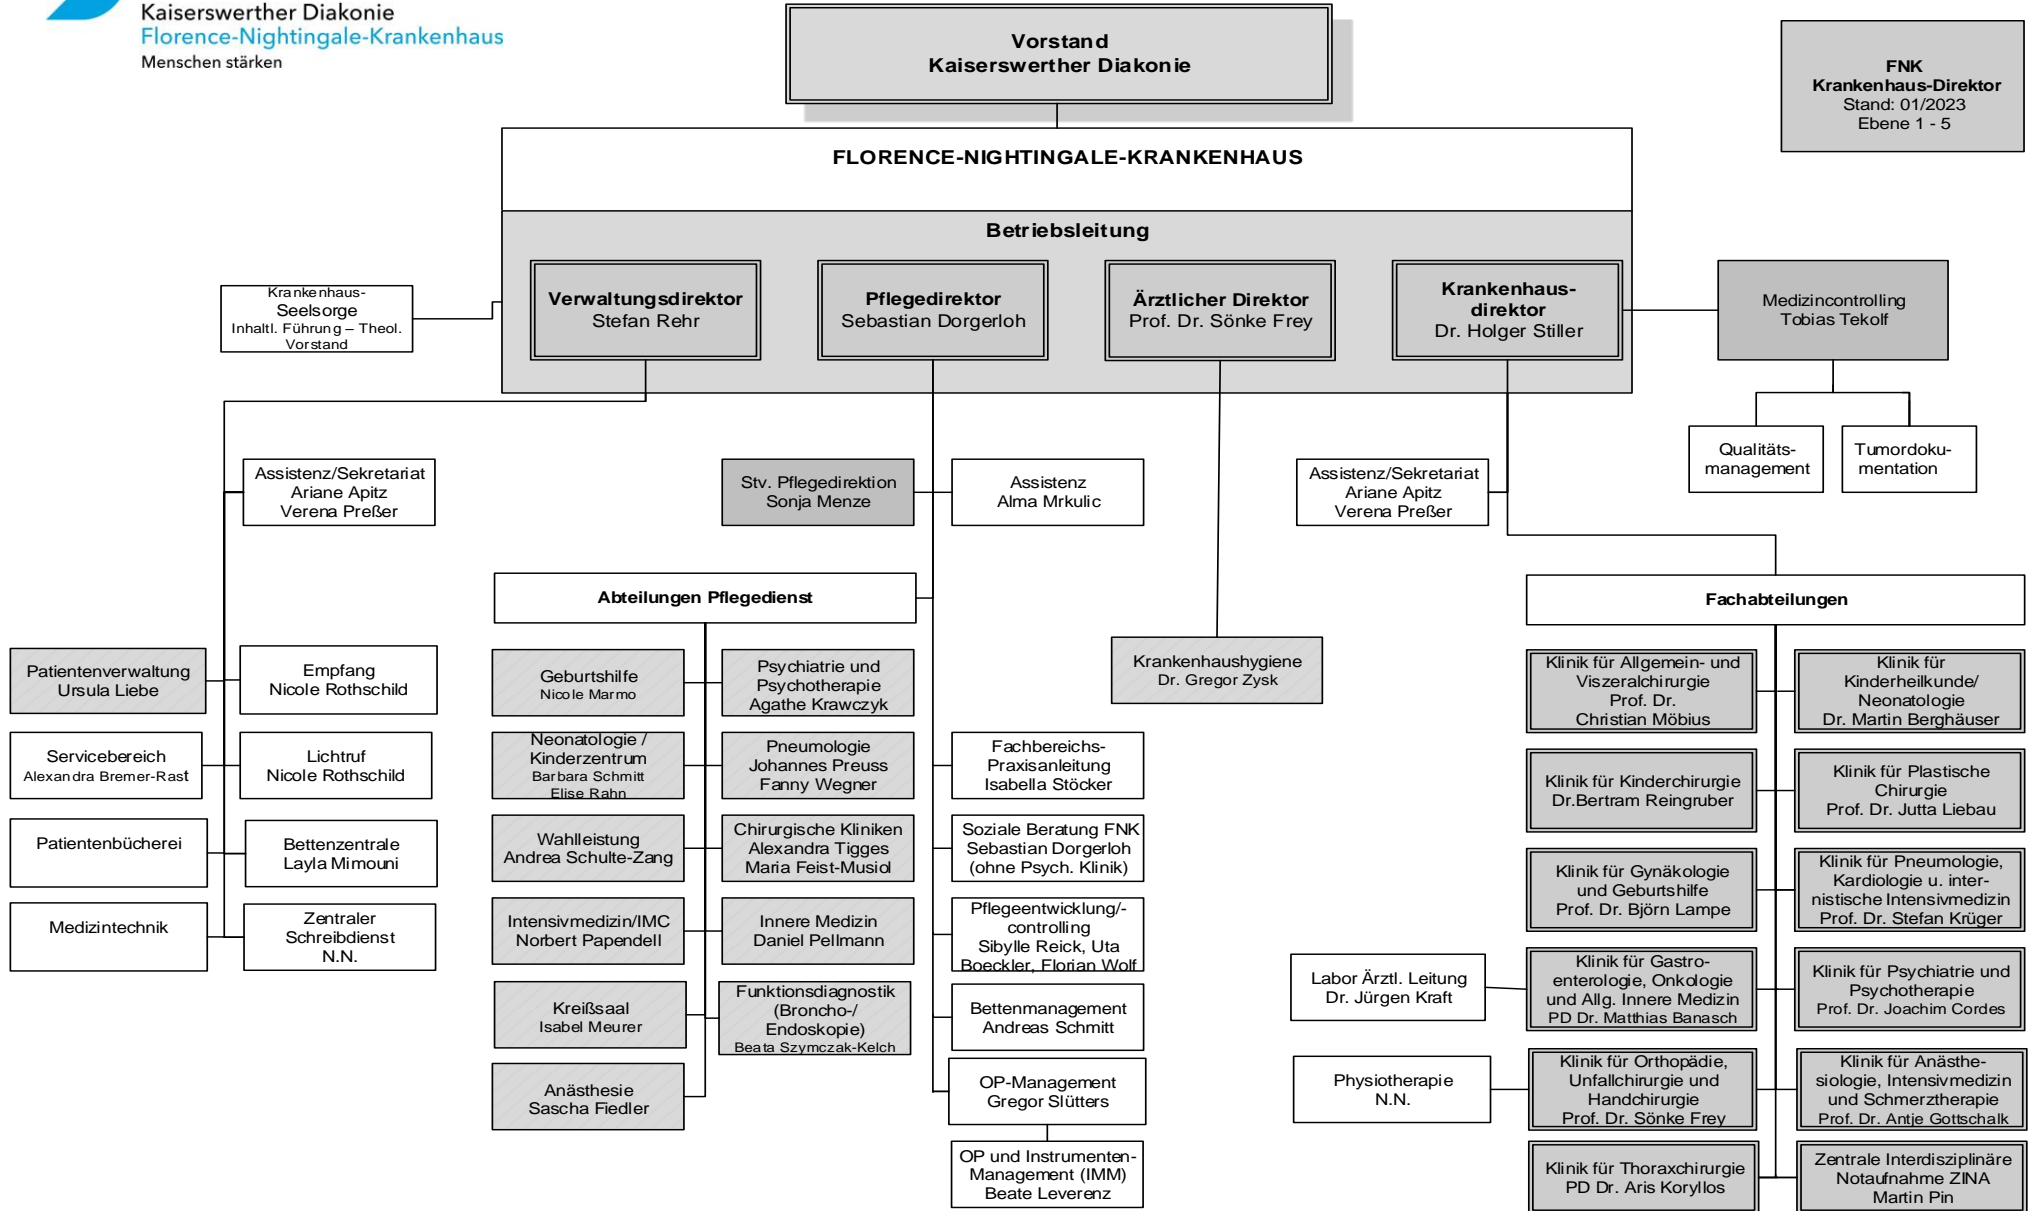 Kaiserswerther Diakonie
Florence-Nightingale-Krankenhaus
Menschen stärken
Vorstand
Kaiserswerther Diakonie
FNK
Krankenhaus-Direktor
Stand: 01/2023
Ebene 1 - 5
FLORENCE-NIGHTINGALE-KRANKENHAUS
Betriebsleitung
Krankenhaus-
Seelsorge
Inhaltl. Führung – Theol.
Vorstand
Verwaltungsdirektor
Stefan Rehr
Pflegedirektor
Sebastian Dorgerloh
Ärztlicher Direktor
Prof. Dr. Sönke Frey
Krankenhaus-
direktor
Dr. Holger Stiller
Medizincontrolling
Tobias Tekolf
Qualitäts-
management
Tumordoku-
mentation
Assistenz/Sekretariat
Ariane Apitz
Verena Preßer
Stv. Pflegedirektion
Sonja Menze
Assistenz
Alma Mrkulic
Assistenz/Sekretariat
Ariane Apitz
Verena Preßer
Patientenverwaltung
Ursula Liebe
Empfang
Nicole Rothschild
Servicebereich
Alexandra Bremer-Rast
Lichtruf
Nicole Rothschild
Patientenbücherei
Bettenzentrale
Layla Mimouni
Medizintechnik
Zentraler
Schreibdienst
N.N.
Abteilungen Pflegedienst
Geburtshilfe
Nicole Marmo
Psychiatrie und
Psychotherapie
Agathe Krawczyk
Neonatologie /
Kinderzentrum
Barbara Schmitt
Elise Rahn
Pneumologie
Johannes Preuss
Fanny Wegner
Wahlleistung
Andrea Schulte-Zang
Chirurgische Kliniken
Alexandra Tigges
Maria Feist-Musiol
Intensivmedizin/IMC
Norbert Papendell
Innere Medizin
Daniel Pellmann
Kreißsaal
Isabel Meurer
Funktionsdiagnostik
(Broncho-/
Endoskopie)
Beata Szymczak-Kelch
Anästhesie
Sascha Fiedler
Fachbereichs-
Praxisanleitung
Isabella Stöcker
Soziale Beratung FNK
Sebastian Dorgerloh
(ohne Psych. Klinik)
Pflegeentwicklung/-
controlling
Sibylle Reick, Uta
Boeckler, Florian Wolf
Bettenmanagement
Andreas Schmitt
OP-Management
Gregor Slütters
OP und Instrumenten-
Management (IMM)
Beate Leverenz
Krankenhaushygiene
Dr. Gregor Zysk
Fachabteilungen
Klinik für Allgemein- und
Viszeralchirurgie
Prof. Dr.
Christian Möbius
Klinik für
Kinderheilkunde/
Neonatologie
Dr. Martin Berghäuser
Klinik für Kinderchirurgie
Dr.Bertram Reingruber
Klinik für Plastische
Chirurgie
Prof. Dr. Jutta Liebau
Klinik für Gynäkologie
und Geburtshilfe
Prof. Dr. Björn Lampe
Klinik für Pneumologie,
Kardiologie u. inter-
nistische Intensivmedizin
Prof. Dr. Stefan Krüger
Labor Ärztl. Leitung
Dr. Jürgen Kraft
Klinik für Gastro-
enterologie, Onkologie
und Allg. Innere Medizin
PD Dr. Matthias Banasch
Klinik für Psychiatrie und
Psychotherapie
Prof. Dr. Joachim Cordes
Physiotherapie
N.N.
Klinik für Orthopädie,
Unfallchirurgie und
Handchirurgie
Prof. Dr. Sönke Frey
Klinik für Anästhe-
siologie, Intensivmedizin
und Schmerztherapie
Prof. Dr. Antje Gottschalk
Klinik für Thoraxchirurgie
PD Dr. Aris Koryllos
Zentrale Interdisziplinäre
Notaufnahme ZINA
Martin Pin